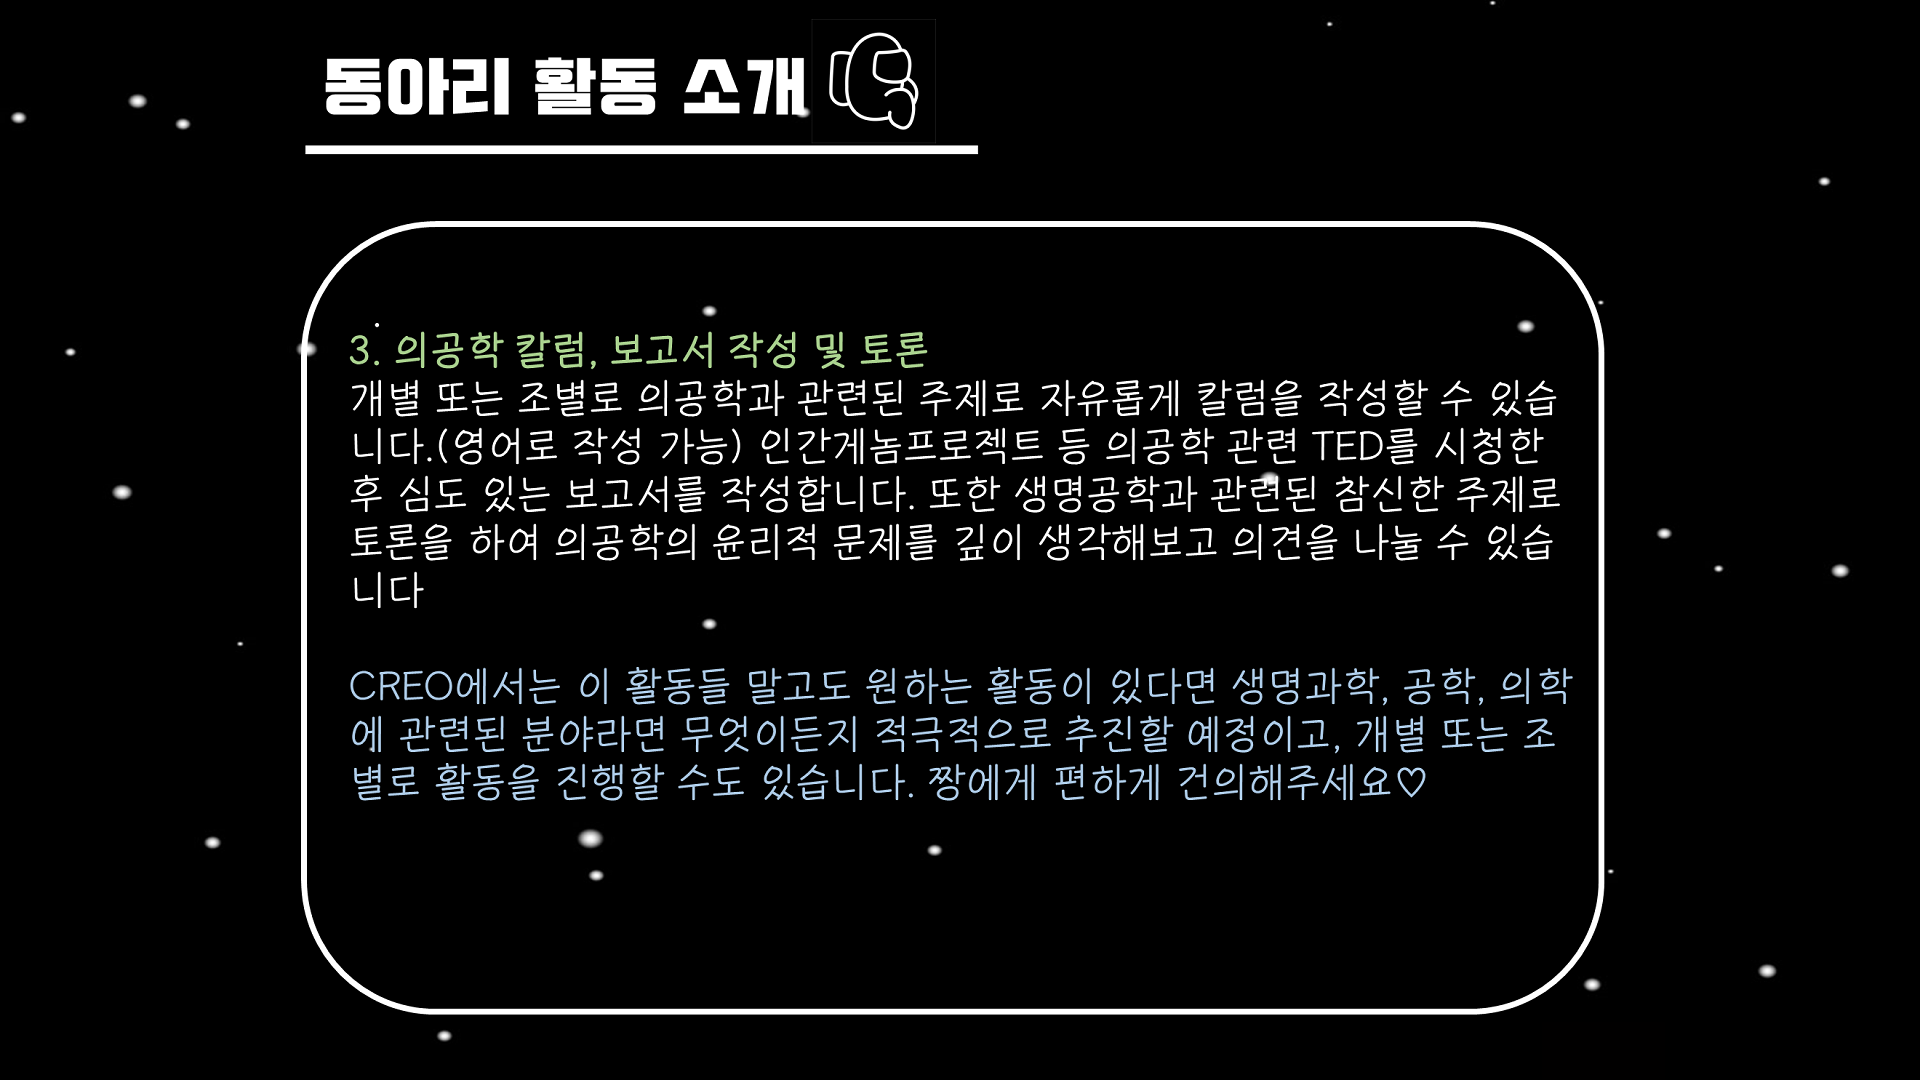 동아리 활동 소개
3. 의공학 칼럼, 보고서 작성 및 토론
개별 또는 조별로 의공학과 관련된 주제로 자유롭게 칼럼을 작성할 수 있습
니다.(영어로 작성 가능) 인간게놈프로젝트 등 의공학 관련 TED를 시청한
후 심도 있는 보고서를 작성합니다. 또한 생명공학과 관련된 참신한 주제로
토론을 하여 의공학의 윤리적 문제를 깊이 생각해보고 의견을 나눌 수 있습
니다
CREO에서는 이 활동들 말고도 원하는 활동이 있다면 생명과학, 공학, 의학
에 관련된 분야라면 무엇이든지 적극적으로 추진할 예정이고, 개별 또는 조
별로 활동을 진행할 수도 있습니다. 짱에게 편하게 건의해주세요♡